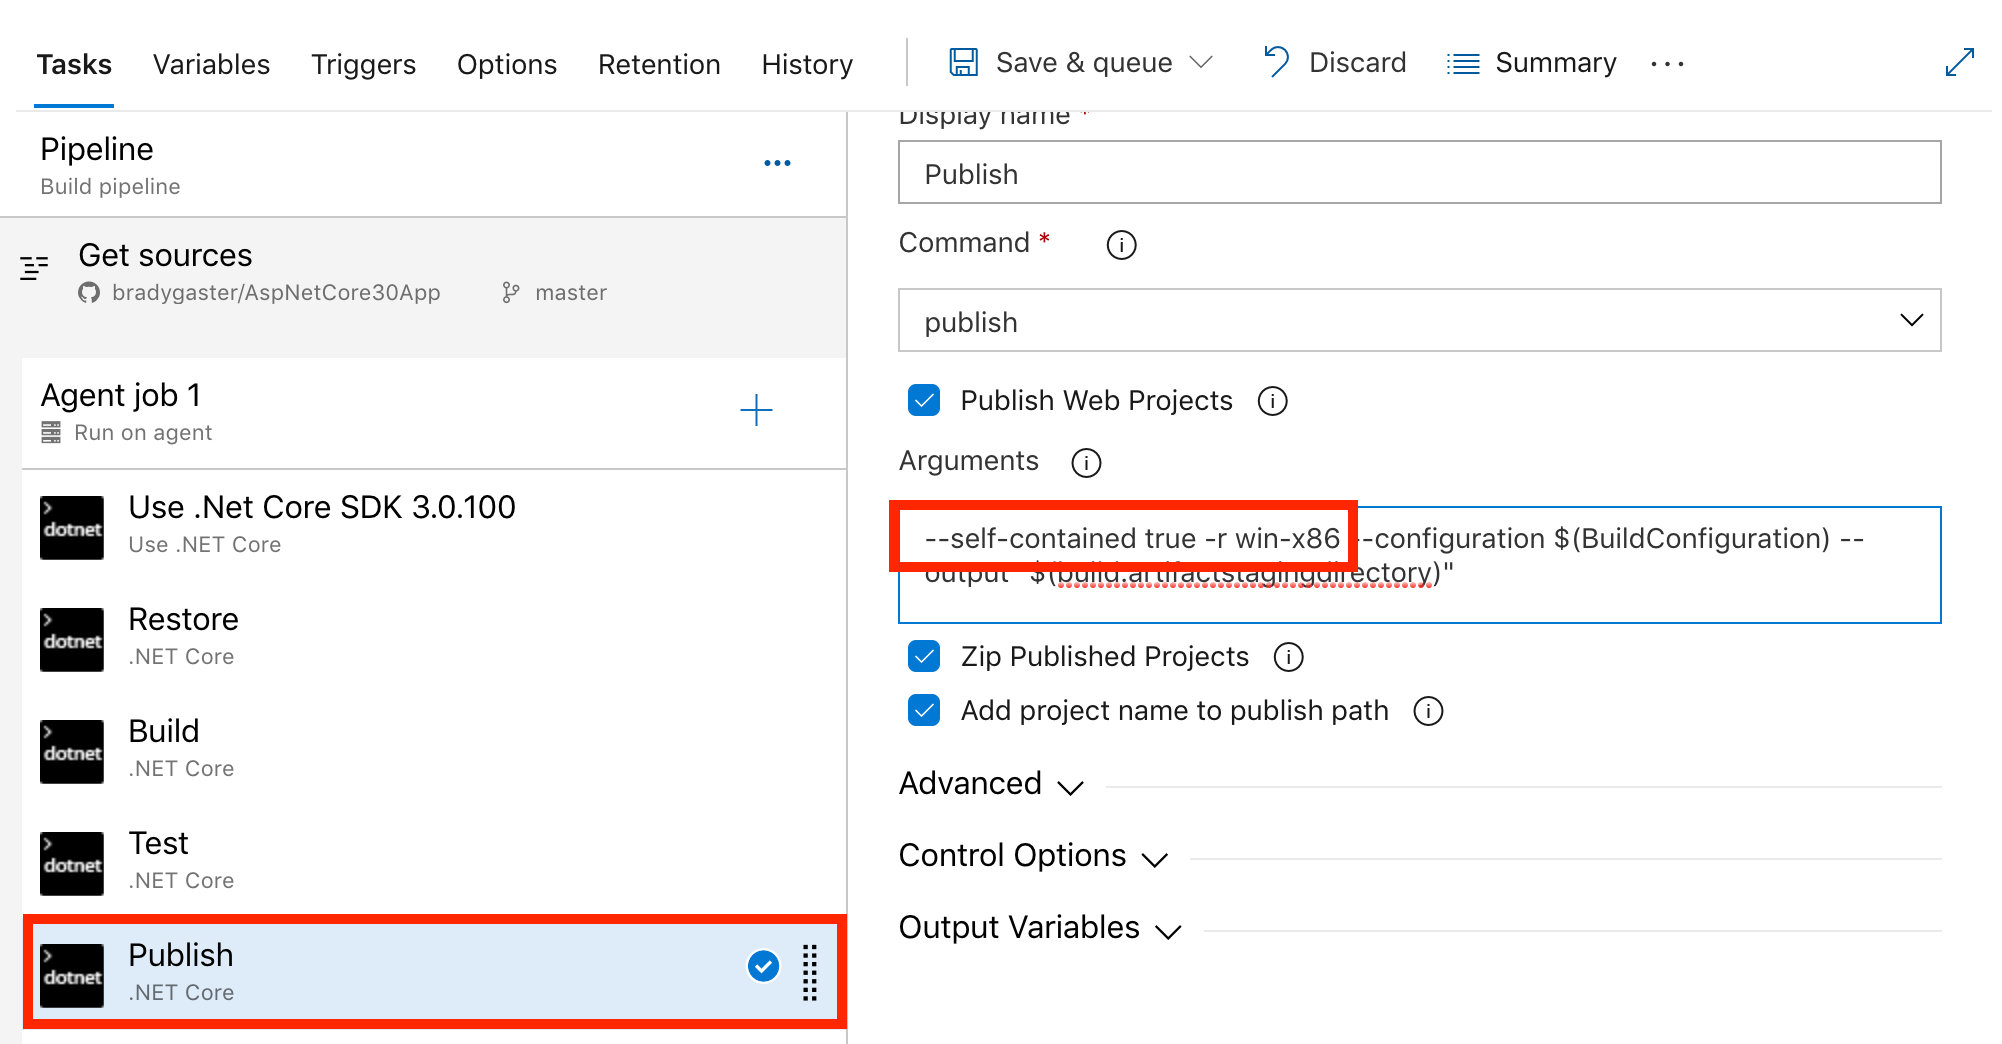 Tasks Variables Triggers Options Retention History Save & queue Discard Summary
Pipeline
Build pipeline
Get sources
bradygaster/AspNetCore30App master
Agent job 1
Run on agent
dotnet
Use .Net Core SDK 3.0.100
Use .NET Core
dotnet
Restore
.NET Core
dotnet
Build
.NET Core
dotnet
Test
.NET Core
dotnet
Publish
.NET Core
Display name *
Publish
Command *
publish
Publish Web Projects
Arguments
--self-contained true -r win-x86 --configuration $(BuildConfiguration) --
output "$(build.artifactstagingdirectory)"
Zip Published Projects
Add project name to publish path
Advanced
Control Options
Output Variables